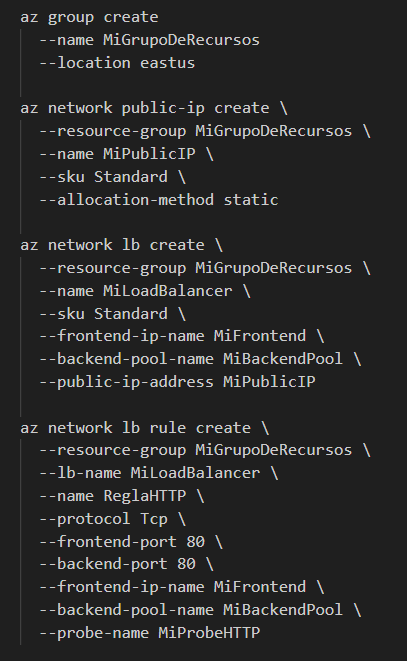 az group create
--name MiGrupoDeRecursos
--location eastus
az network public-ip create \
--resource-group MiGrupoDeRecursos \
--name MiPublicIP \
--sku Standard \
--allocation-method static
az network lb create \
--resource-group MiGrupoDeRecursos \
--name MiLoadBalancer \
--sku Standard \
--frontend-ip-name MiFrontend \
--backend-pool-name MiBackendPool \
--public-ip-address MiPublicIP
az network lb rule create \
--resource-group MiGrupoDeRecursos \
--lb-name MiLoadBalancer \
--name ReglaHTTP \
--protocol Tcp \
--frontend-port 80 \
--backend-port 80 \
--frontend-ip-name MiFrontend \
--backend-pool-name MiBackendPool \
--probe-name MiProbeHTTP